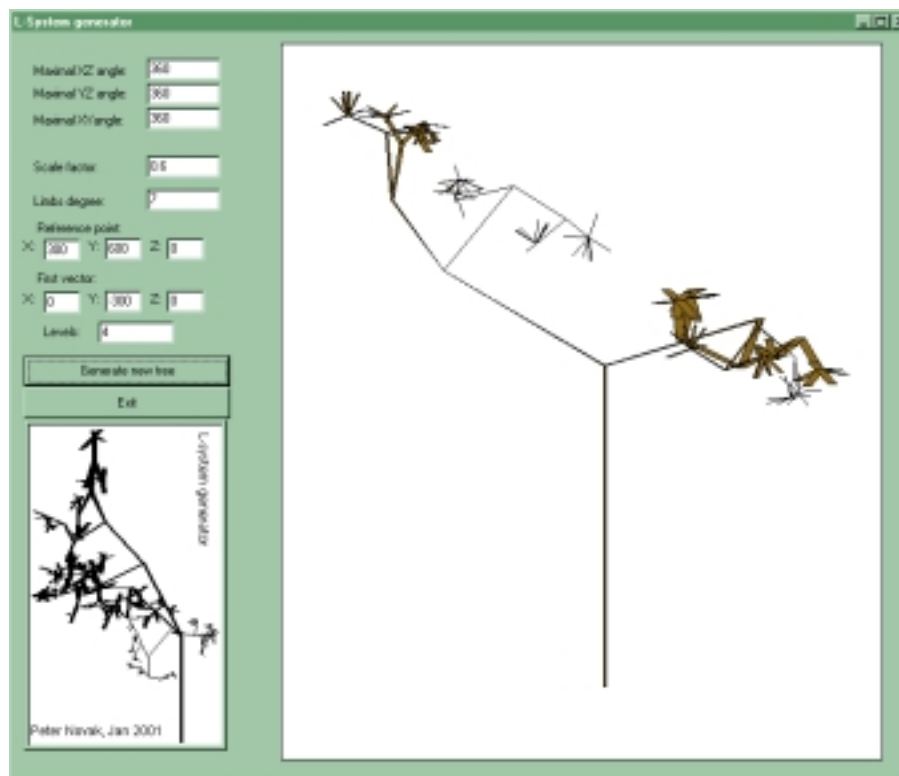 L-System generator
Maximal XZ angle: 360
Maximal YZ angle: 360
Maximal XY angle: 360
Scale factor: 0.6
Limbs degree: 7
Reference point:
X: 300 Y: 600 Z: 0
First vector:
X: 0 Y: -300 Z: 0
Levels: 4
Generate new tree
Exit
L-system generator
Peter Novak, Jan 2001